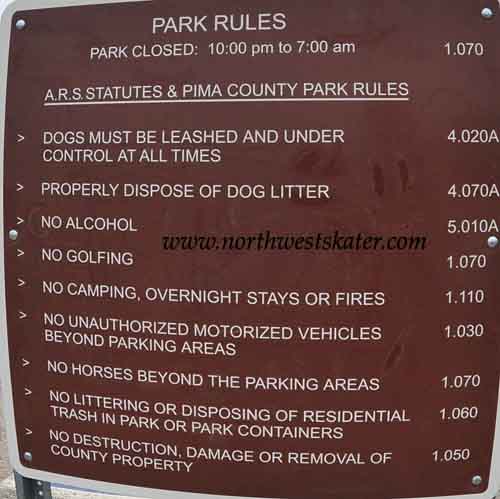 PARK RULES
PARK CLOSED: 10:00 pm to 7:00 am 1.070
A.R.S. STATUTES & PIMA COUNTY PARK RULES
> DOGS MUST BE LEASHED AND UNDER 4.020A
CONTROL AT ALL TIMES
> PROPERLY DISPOSE OF DOG LITTER 4.070A
> NO ALCOHOL 5.010A
www.northwestskater.com
> NO GOLFING 1.070
> NO CAMPING, OVERNIGHT STAYS OR FIRES 1.110
> NO UNAUTHORIZED MOTORIZED VEHICLES 1.030
BEYOND PARKING AREAS
> NO HORSES BEYOND THE PARKING AREAS 1.070
> NO LITTERING OR DISPOSING OF RESIDENTIAL 1.060
TRASH IN PARK OR PARK CONTAINERS
> NO DESTRUCTION, DAMAGE OR REMOVAL OF 1.050
COUNTY PROPERTY